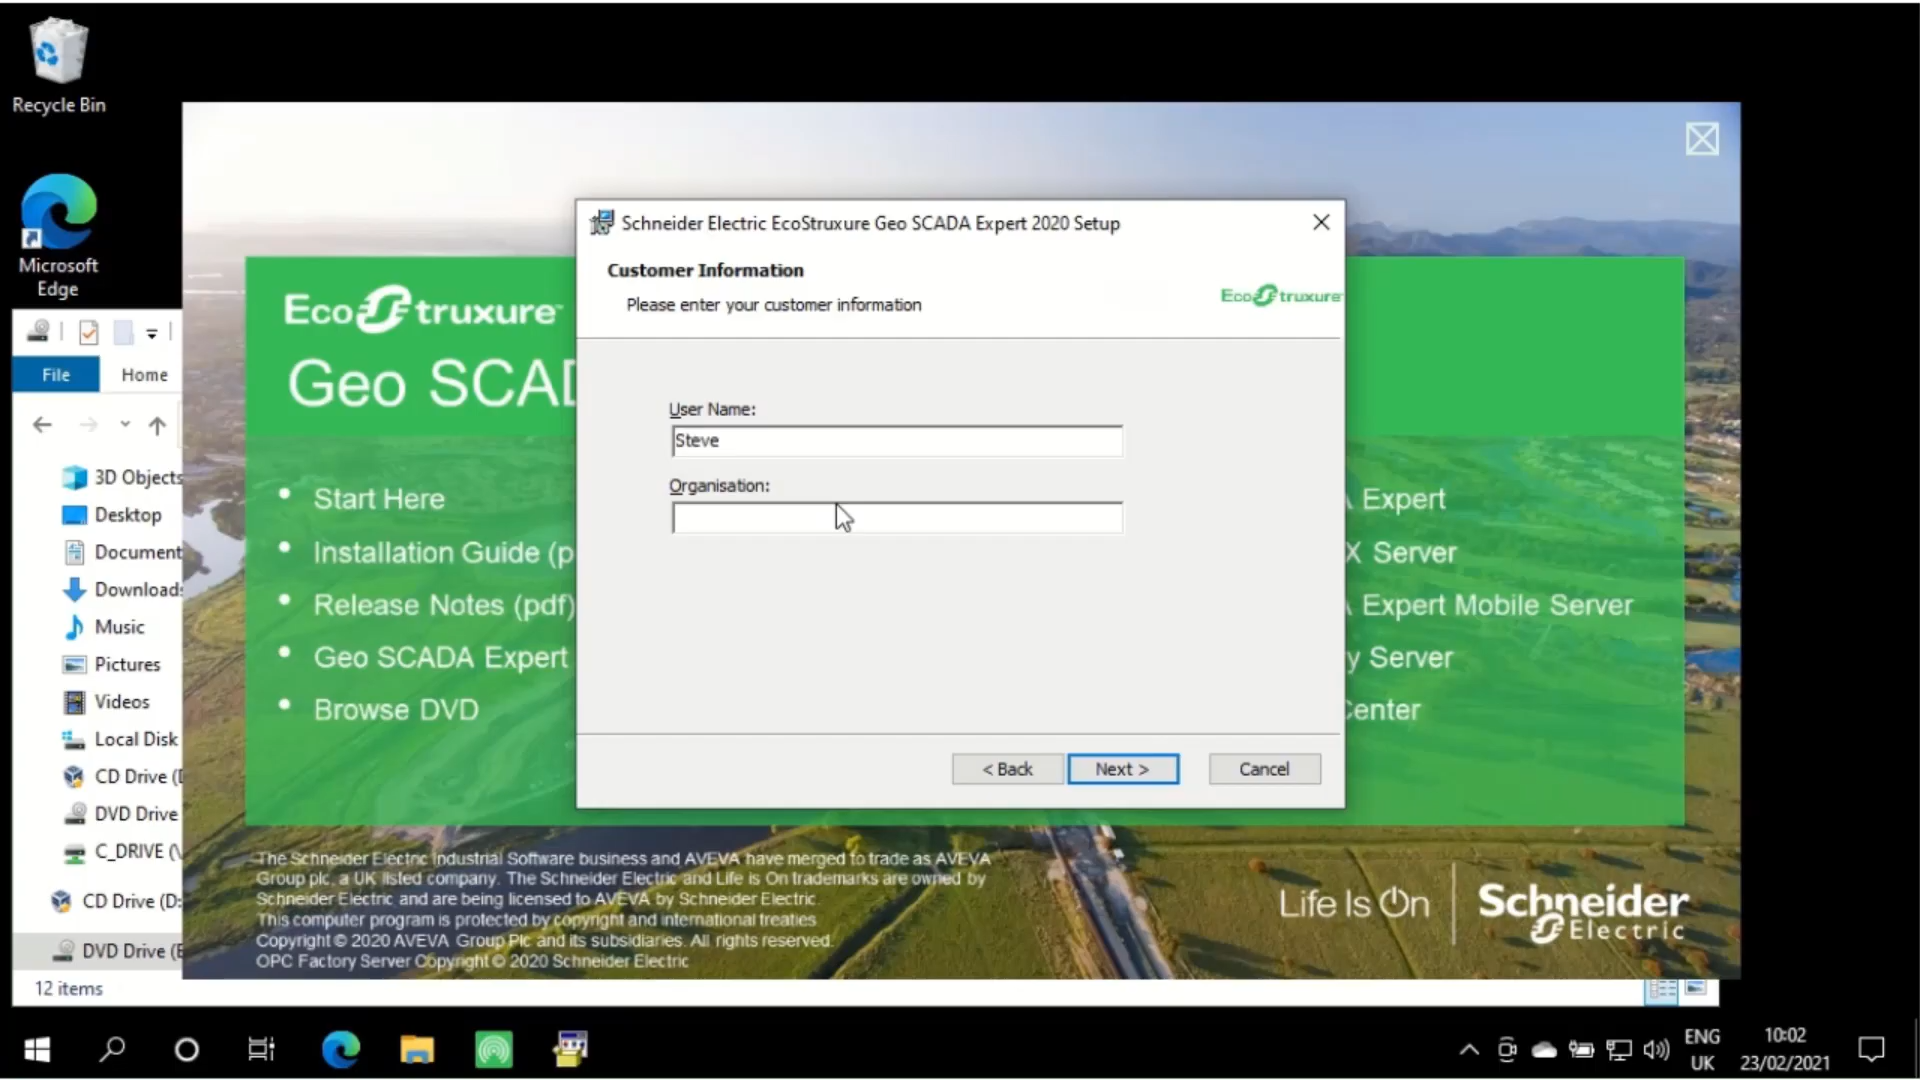 Recycle Bin
Microsoft
Edge
File
Home
3D Objects
Desktop
Document
Downloads
Music
Pictures
Videos
Local Disk
CD Drive (D
DVD Drive
C_DRIVE (\
CD Drive (D:
DVD Drive (E
12 items
EcoStruxure™
Geo SCAD
Start Here
Installation Guide (p
Release Notes (pdf)
Geo SCADA Expert
Browse DVD
Expert
X Server
Expert Mobile Server
y Server
Center
Schneider Electric EcoStruxure Geo SCADA Expert 2020 Setup
Customer Information
Please enter your customer information
EcoStruxure
User Name:
Steve
Organisation:
< Back
Next >
Cancel
The Schneider Electric Industrial Software business and AVEVA have merged to trade as AVEVA
Group plc, a UK listed company. The Schneider Electric and Life is On trademarks are owned by
Schneider Electric and are being licensed to AVEVA by Schneider Electric.
This computer program is protected by copyright and international treaties
Copyright © 2020 AVEVA Group Plc and its subsidiaries. All rights reserved.
OPC Factory Server Copyright © 2020 Schneider Electric
Life Is On
Schneider
Electric
ENG
UK
10:02
23/02/2021